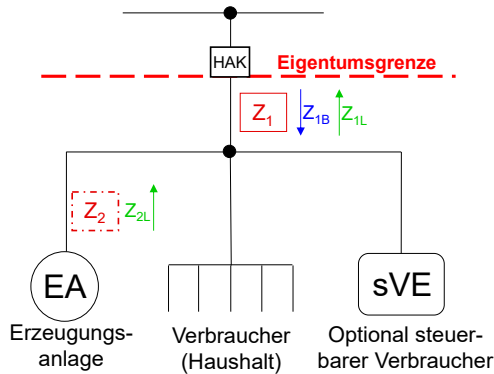 HAK
Eigentumsgrenze
Z1 Z1B Z1L
Z2 Z2L
EA
sVE
Erzeugungs-
anlage
Verbraucher
(Haushalt)
Optional steuer-
barer Verbraucher